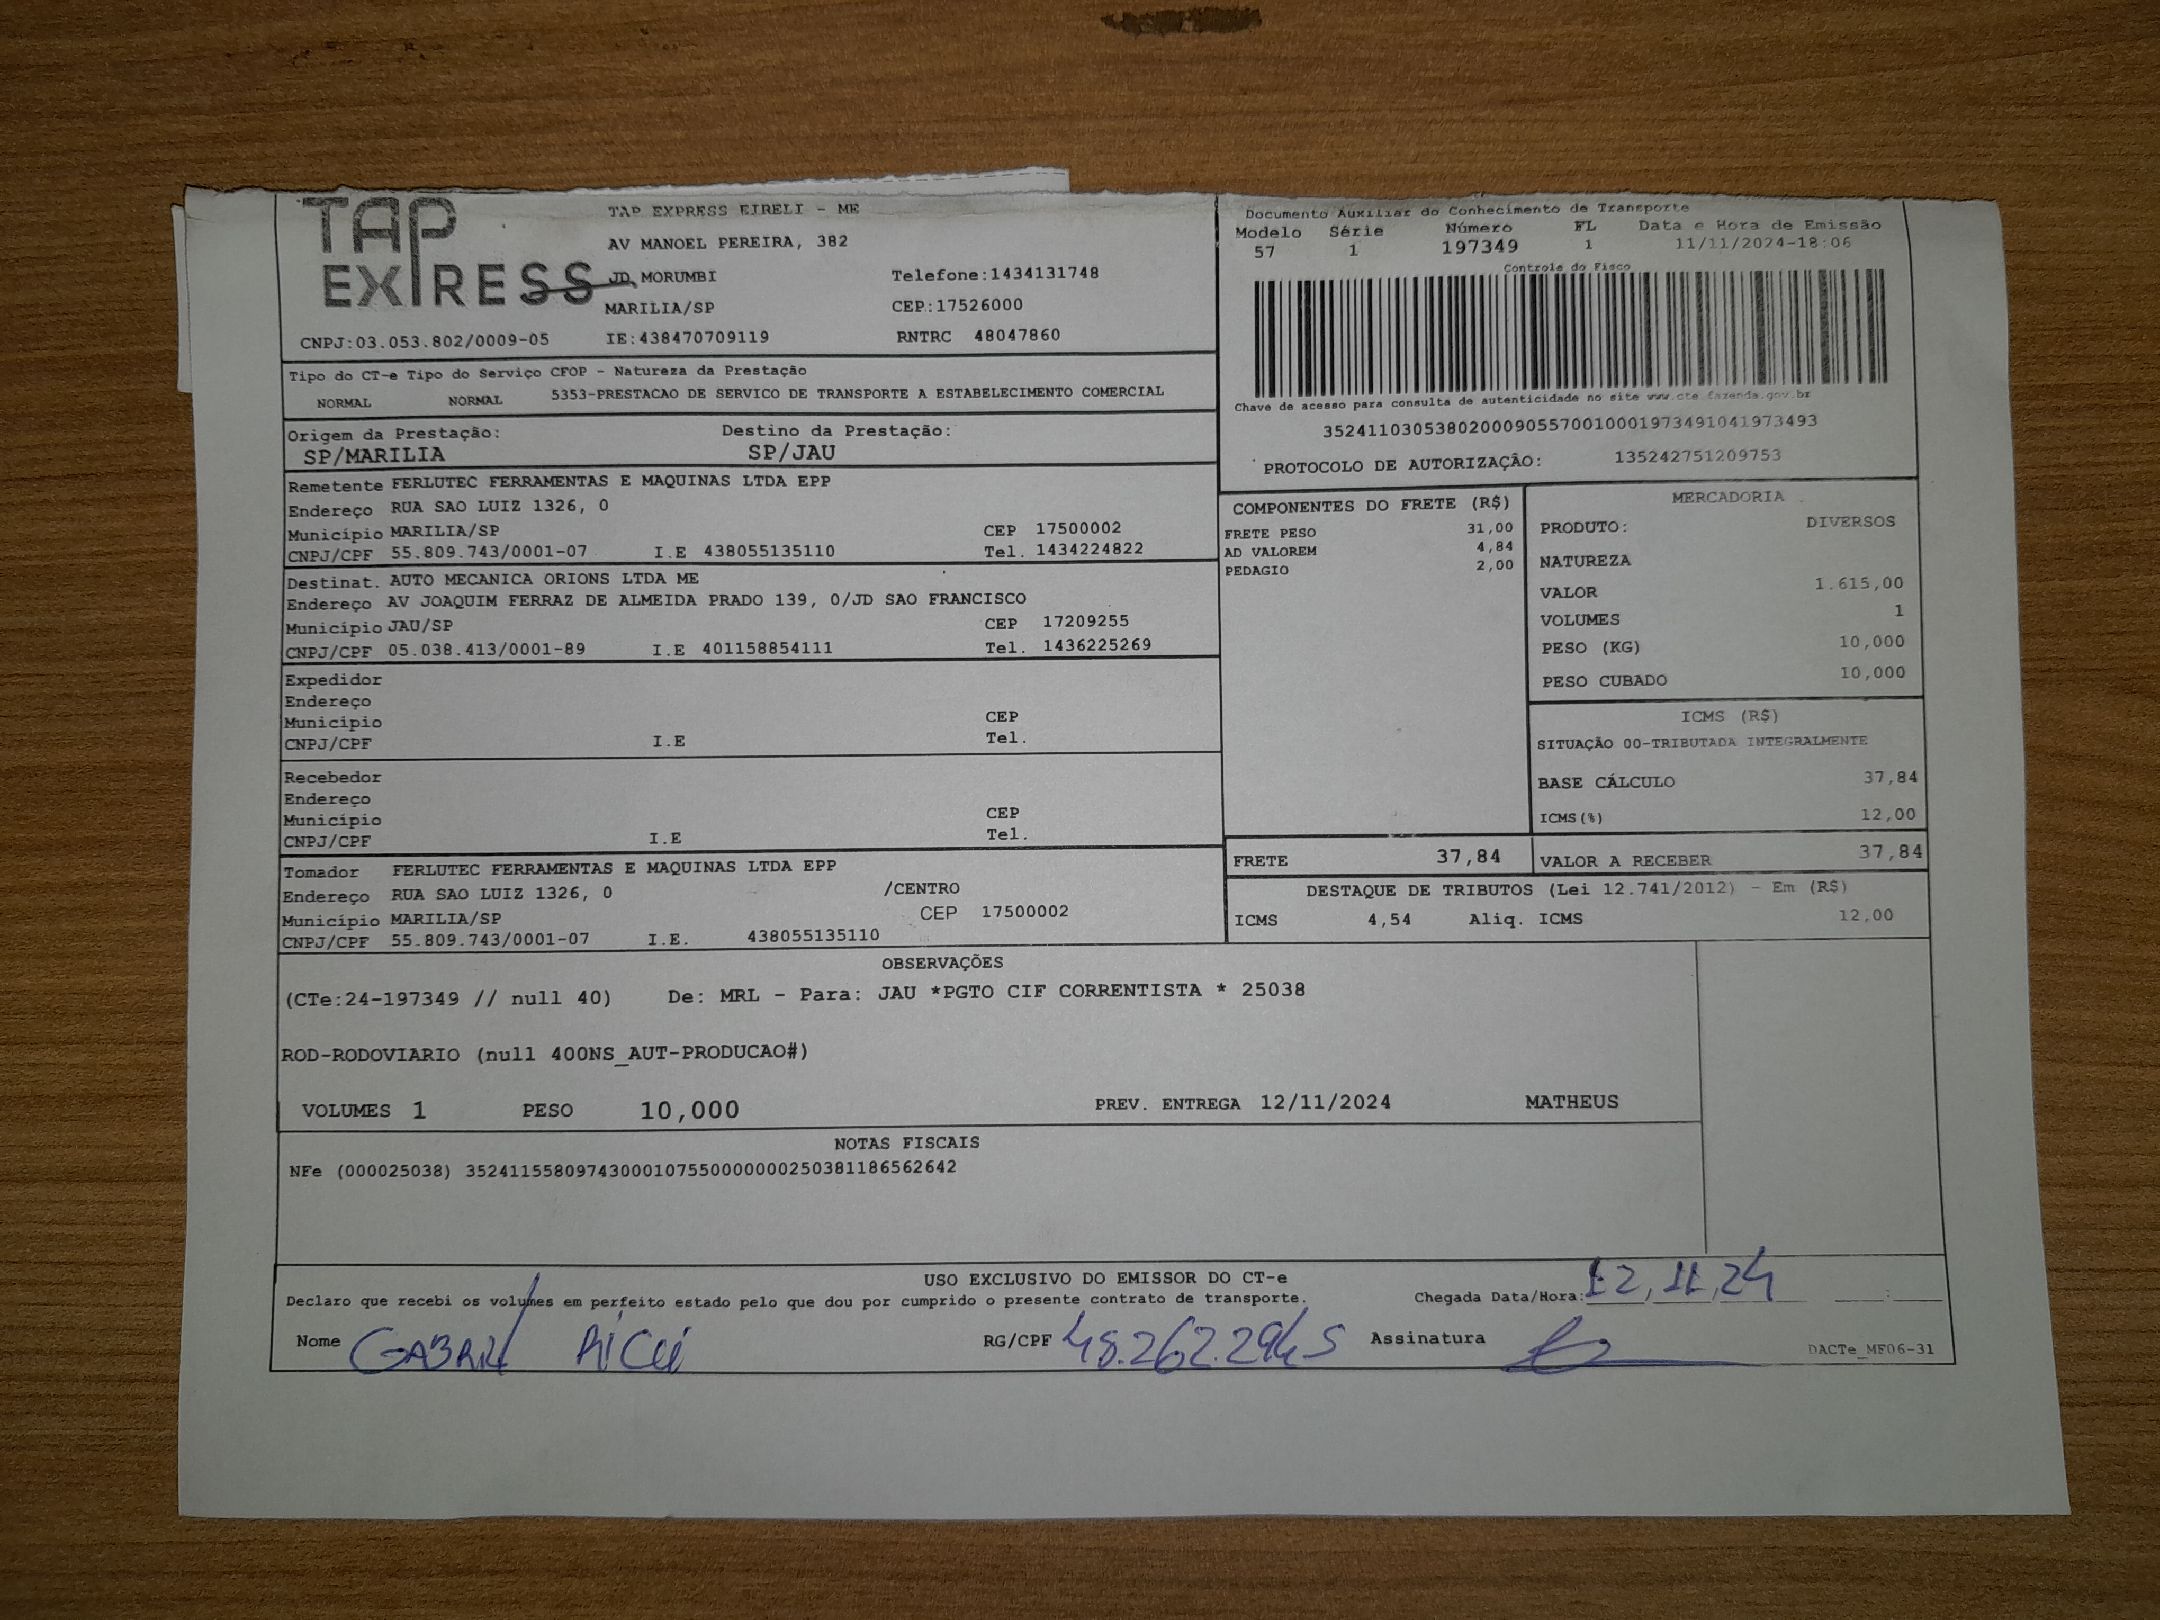 TAP EXPRESS
TAP EXPRESS EIRELI - ME
AV MANOEL PEREIRA, 382
JD, MORUMBI Telefone:1434131748
MARILIA/SP CEP:17526000
CNPJ:03.053.802/0009-05 IE:438470709119 RNTRC 48047860
Documento Auxiliar do Conhecimento de Transporte
Modelo Série Número FL Data e Hora de Emissão
57 1 197349 1 11/11/2024-18:06
Controle do Fisco
Chave de acesso para consulta de autenticidade no site www.cte.fazenda.gov.br
35241103053802000905570010001973491041973493
PROTOCOLO DE AUTORIZAÇÃO: 135242751209753
Tipo do CT-e Tipo do Serviço CFOP - Natureza da Prestação
NORMAL NORMAL 5353-PRESTACAO DE SERVICO DE TRANSPORTE A ESTABELECIMENTO COMERCIAL
Origem da Prestação: Destino da Prestação:
SP/MARILIA SP/JAU
Remetente FERLUTEC FERRAMENTAS E MAQUINAS LTDA EPP
Endereço RUA SAO LUIZ 1326, 0
Município MARILIA/SP CEP 17500002
CNPJ/CPF 55.809.743/0001-07 I.E 438055135110 Tel. 1434224822
Destinat. AUTO MECANICA ORIONS LTDA ME
Endereço AV JOAQUIM FERRAZ DE ALMEIDA PRADO 139, 0/JD SAO FRANCISCO
Município JAU/SP CEP 17209255
CNPJ/CPF 05.038.413/0001-89 I.E 401158854111 Tel. 1436225269
Expedidor
Endereço
Município CEP
CNPJ/CPF I.E Tel.
Recebedor
Endereço
Município CEP
CNPJ/CPF I.E Tel.
Tomador FERLUTEC FERRAMENTAS E MAQUINAS LTDA EPP
Endereço RUA SAO LUIZ 1326, 0 /CENTRO
Município MARILIA/SP CEP 17500002
CNPJ/CPF 55.809.743/0001-07 I.E. 438055135110
COMPONENTES DO FRETE (R$)
FRETE PESO 31,00
AD VALOREM 4,84
PEDAGIO 2,00
MERCADORIA
PRODUTO: DIVERSOS
NATUREZA
VALOR 1.615,00
VOLUMES 1
PESO (KG) 10,000
PESO CUBADO 10,000
ICMS (R$)
SITUAÇÃO 00-TRIBUTADA INTEGRALMENTE
BASE CÁLCULO 37,84
ICMS(%) 12,00
FRETE 37,84 VALOR A RECEBER 37,84
DESTAQUE DE TRIBUTOS (Lei 12.741/2012) - Em (R$)
ICMS 4,54 Aliq. ICMS 12,00
OBSERVAÇÕES
(CTe:24-197349 // null 40) De: MRL - Para: JAU *PGTO CIF CORRENTISTA * 25038
ROD-RODOVIARIO (null 400NS_AUT-PRODUCAO#)
VOLUMES 1 PESO 10,000 PREV. ENTREGA 12/11/2024 MATHEUS
NOTAS FISCAIS
NFe (000025038) 35241155809743000107550000000250381186562642
USO EXCLUSIVO DO EMISSOR DO CT-e
Declaro que recebi os volumes em perfeito estado pelo que dou por cumprido o presente contrato de transporte. Chegada Data/Hora: 12,11,24
Nome GABRIEL RICCI RG/CPF 48.262.294-5 Assinatura
DACTe_MF06-31